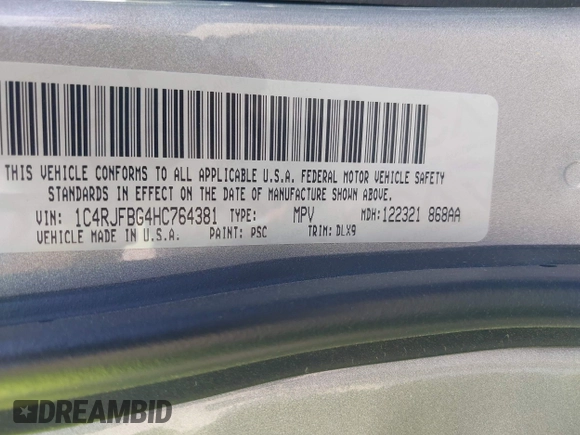 THIS VEHICLE CONFORMS TO ALL APPLICABLE U.S.A. FEDERAL MOTOR VEHICLE SAFETY
STANDARDS IN EFFECT ON THE DATE OF MANUFACTURE SHOWN ABOVE.
VIN: 1C4RJFBG4HC764381 TYPE: MPV MDH:122321 868AA
VEHICLE MADE IN U.S.A. PAINT: PSC TRIM: DLX9
DREAMBID